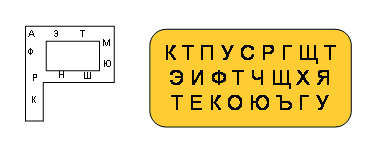 А Э Т
Ф М
Р Н Ш Ю
К
КТПУСРГЩТ
ЭИФТЧЩХЯ
ТЕКОЮЪГУ